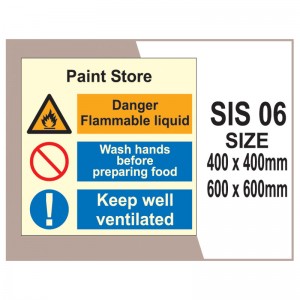 Paint Store
Danger
Flammable liquid
Wash hands
before
preparing food
Keep well
ventilated
SIS 06
SIZE
400 x 400mm
600 x 600mm